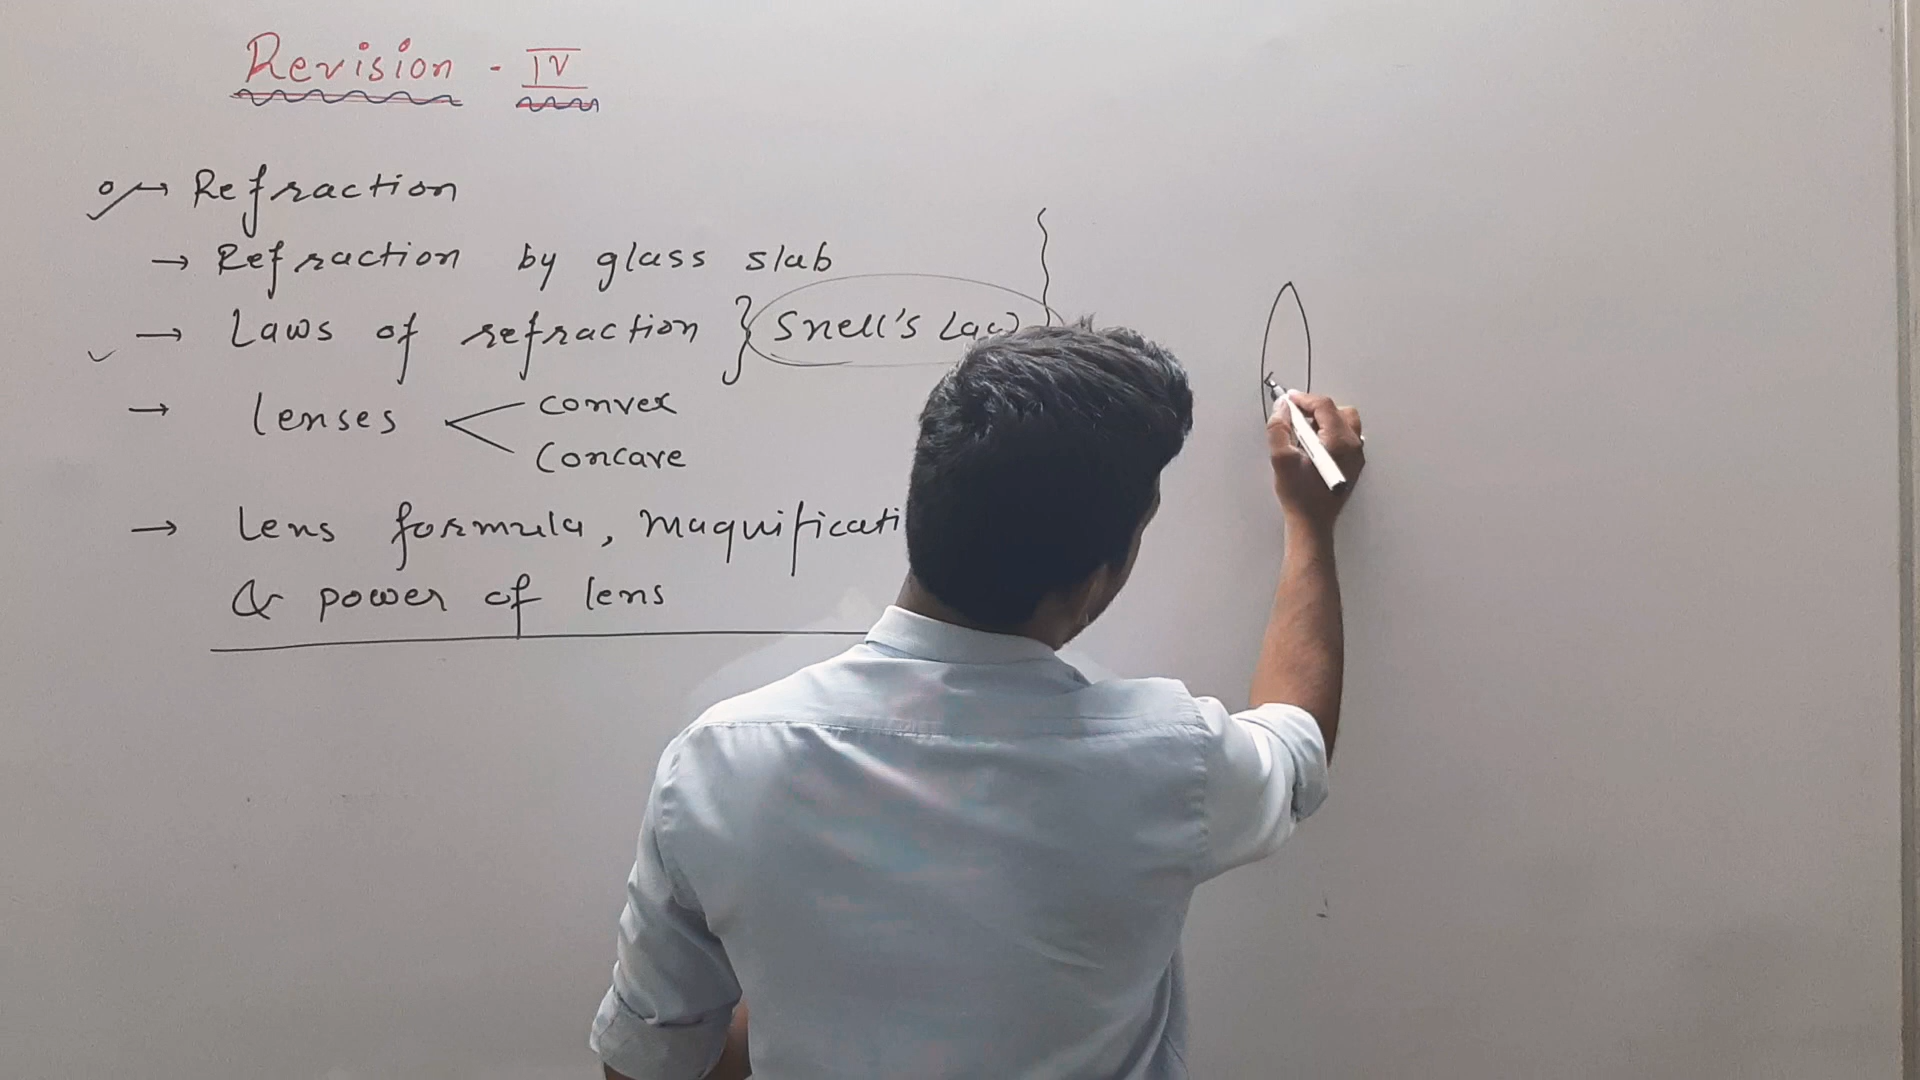 Revision - IV
→ Refraction
→ Refraction by glass slab
→ Laws of refraction } Snell's Law
→ lenses < convex
Concave
→ lens formula, magnificati
& power of lens